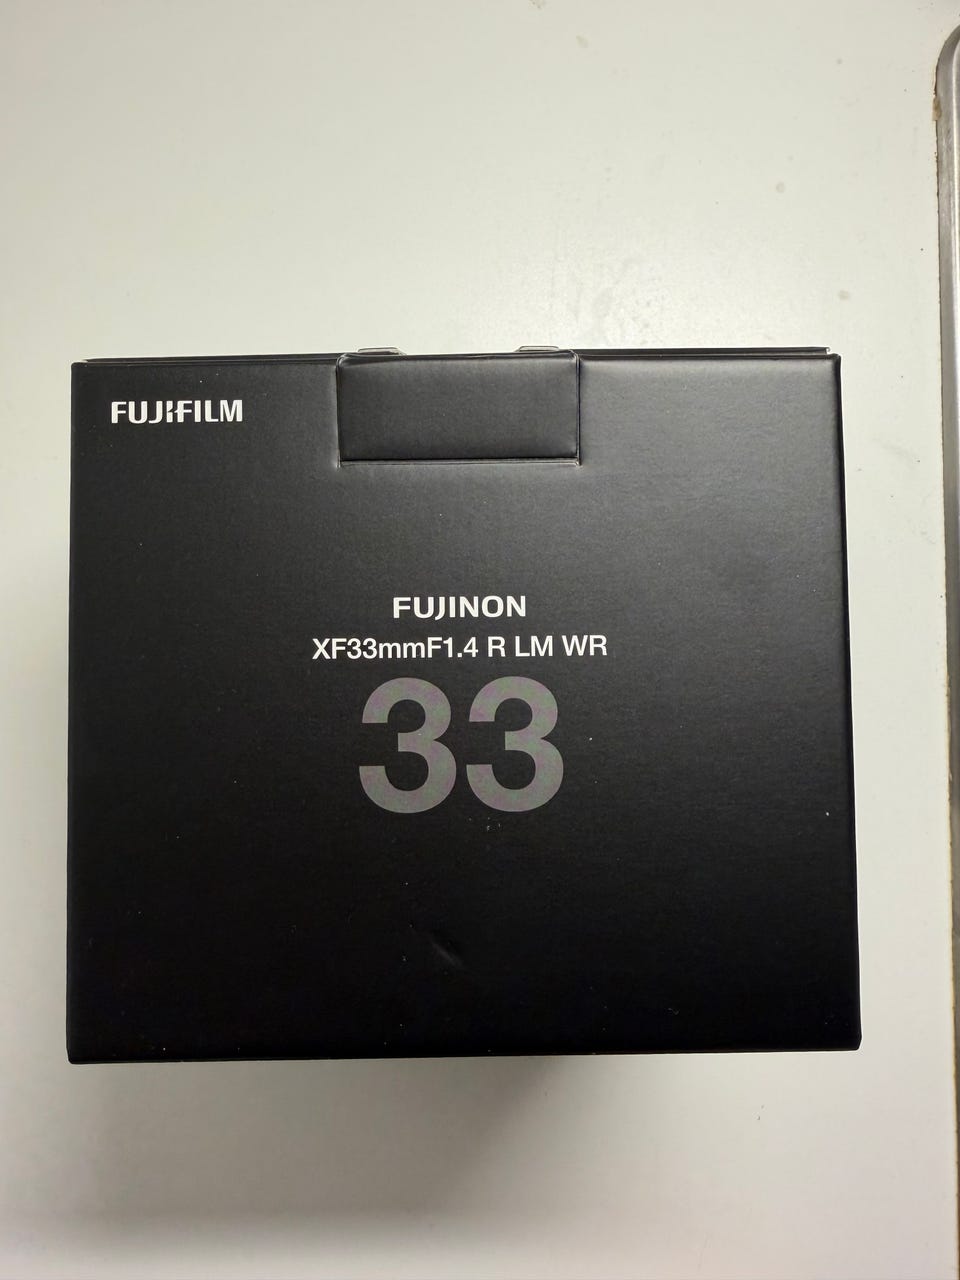 FUJIFILM
FUJINON
XF33mmF1.4 R LM WR
33